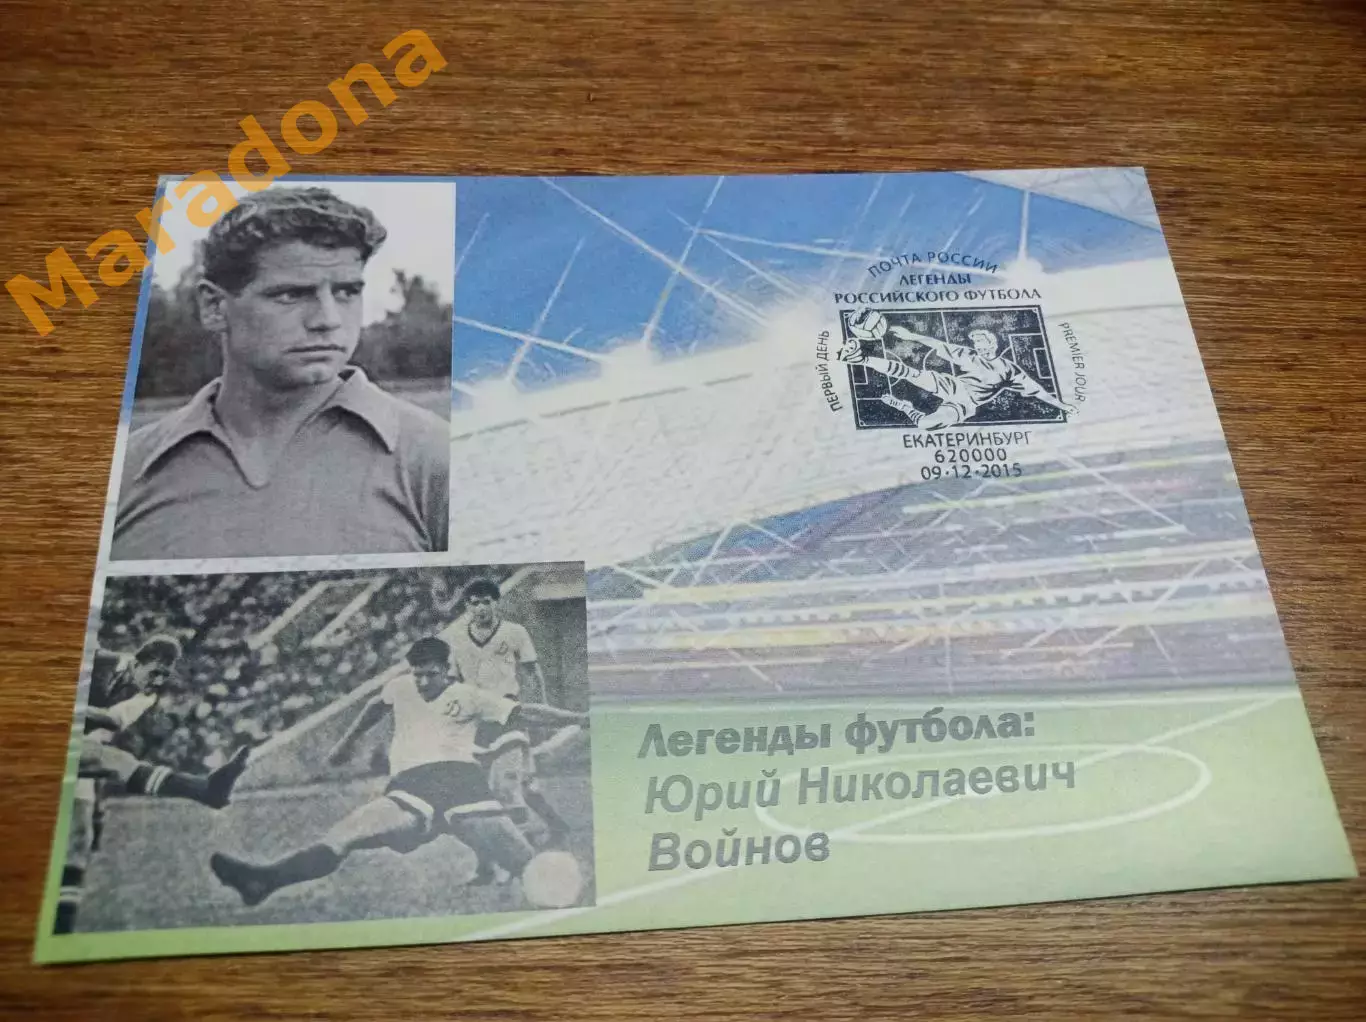 Maradona
ПОЧТА РОССИИ
ЛЕГЕНДЫ
РОССИЙСКОГО ФУТБОЛА
ПЕРВЫЙ ДЕНЬ
PREMIER JOUR
ЕКАТЕРИНБУРГ
620000
09·12·2015
Легенды футбола:
Юрий Николаевич
Войнов